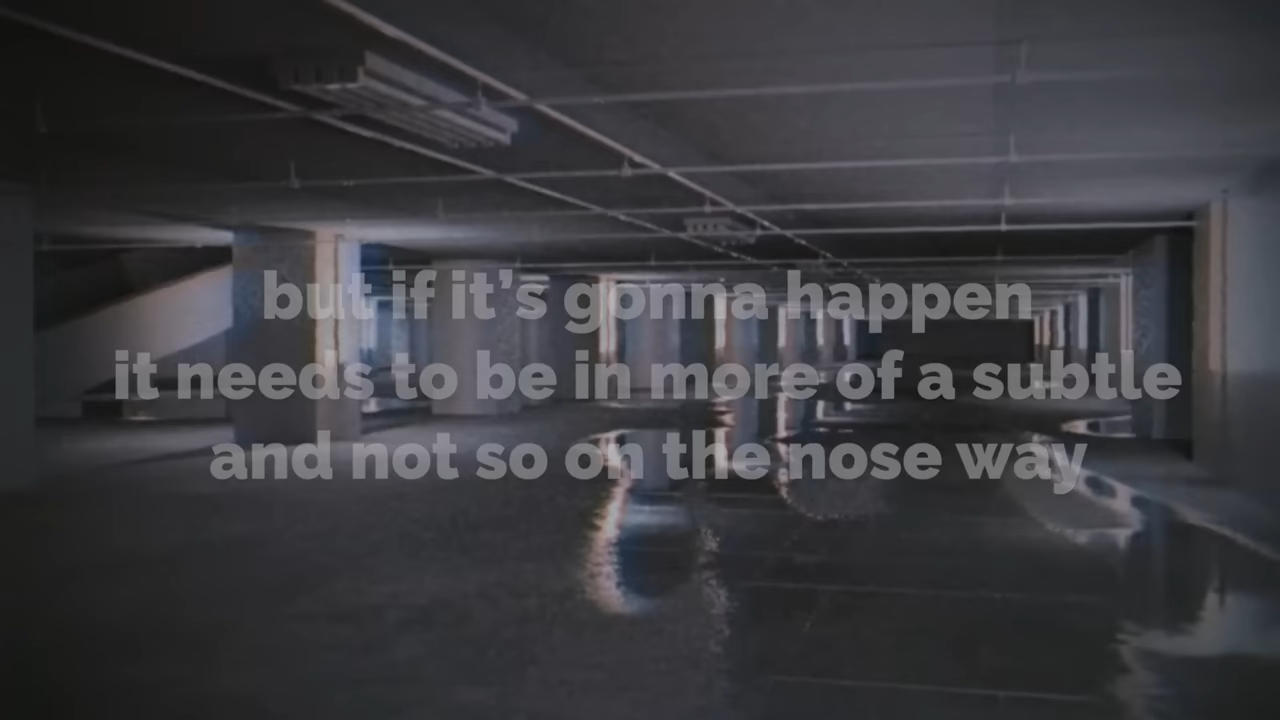 but if it’s gonna happen
it needs to be in more of a subtle
and not so on the nose way